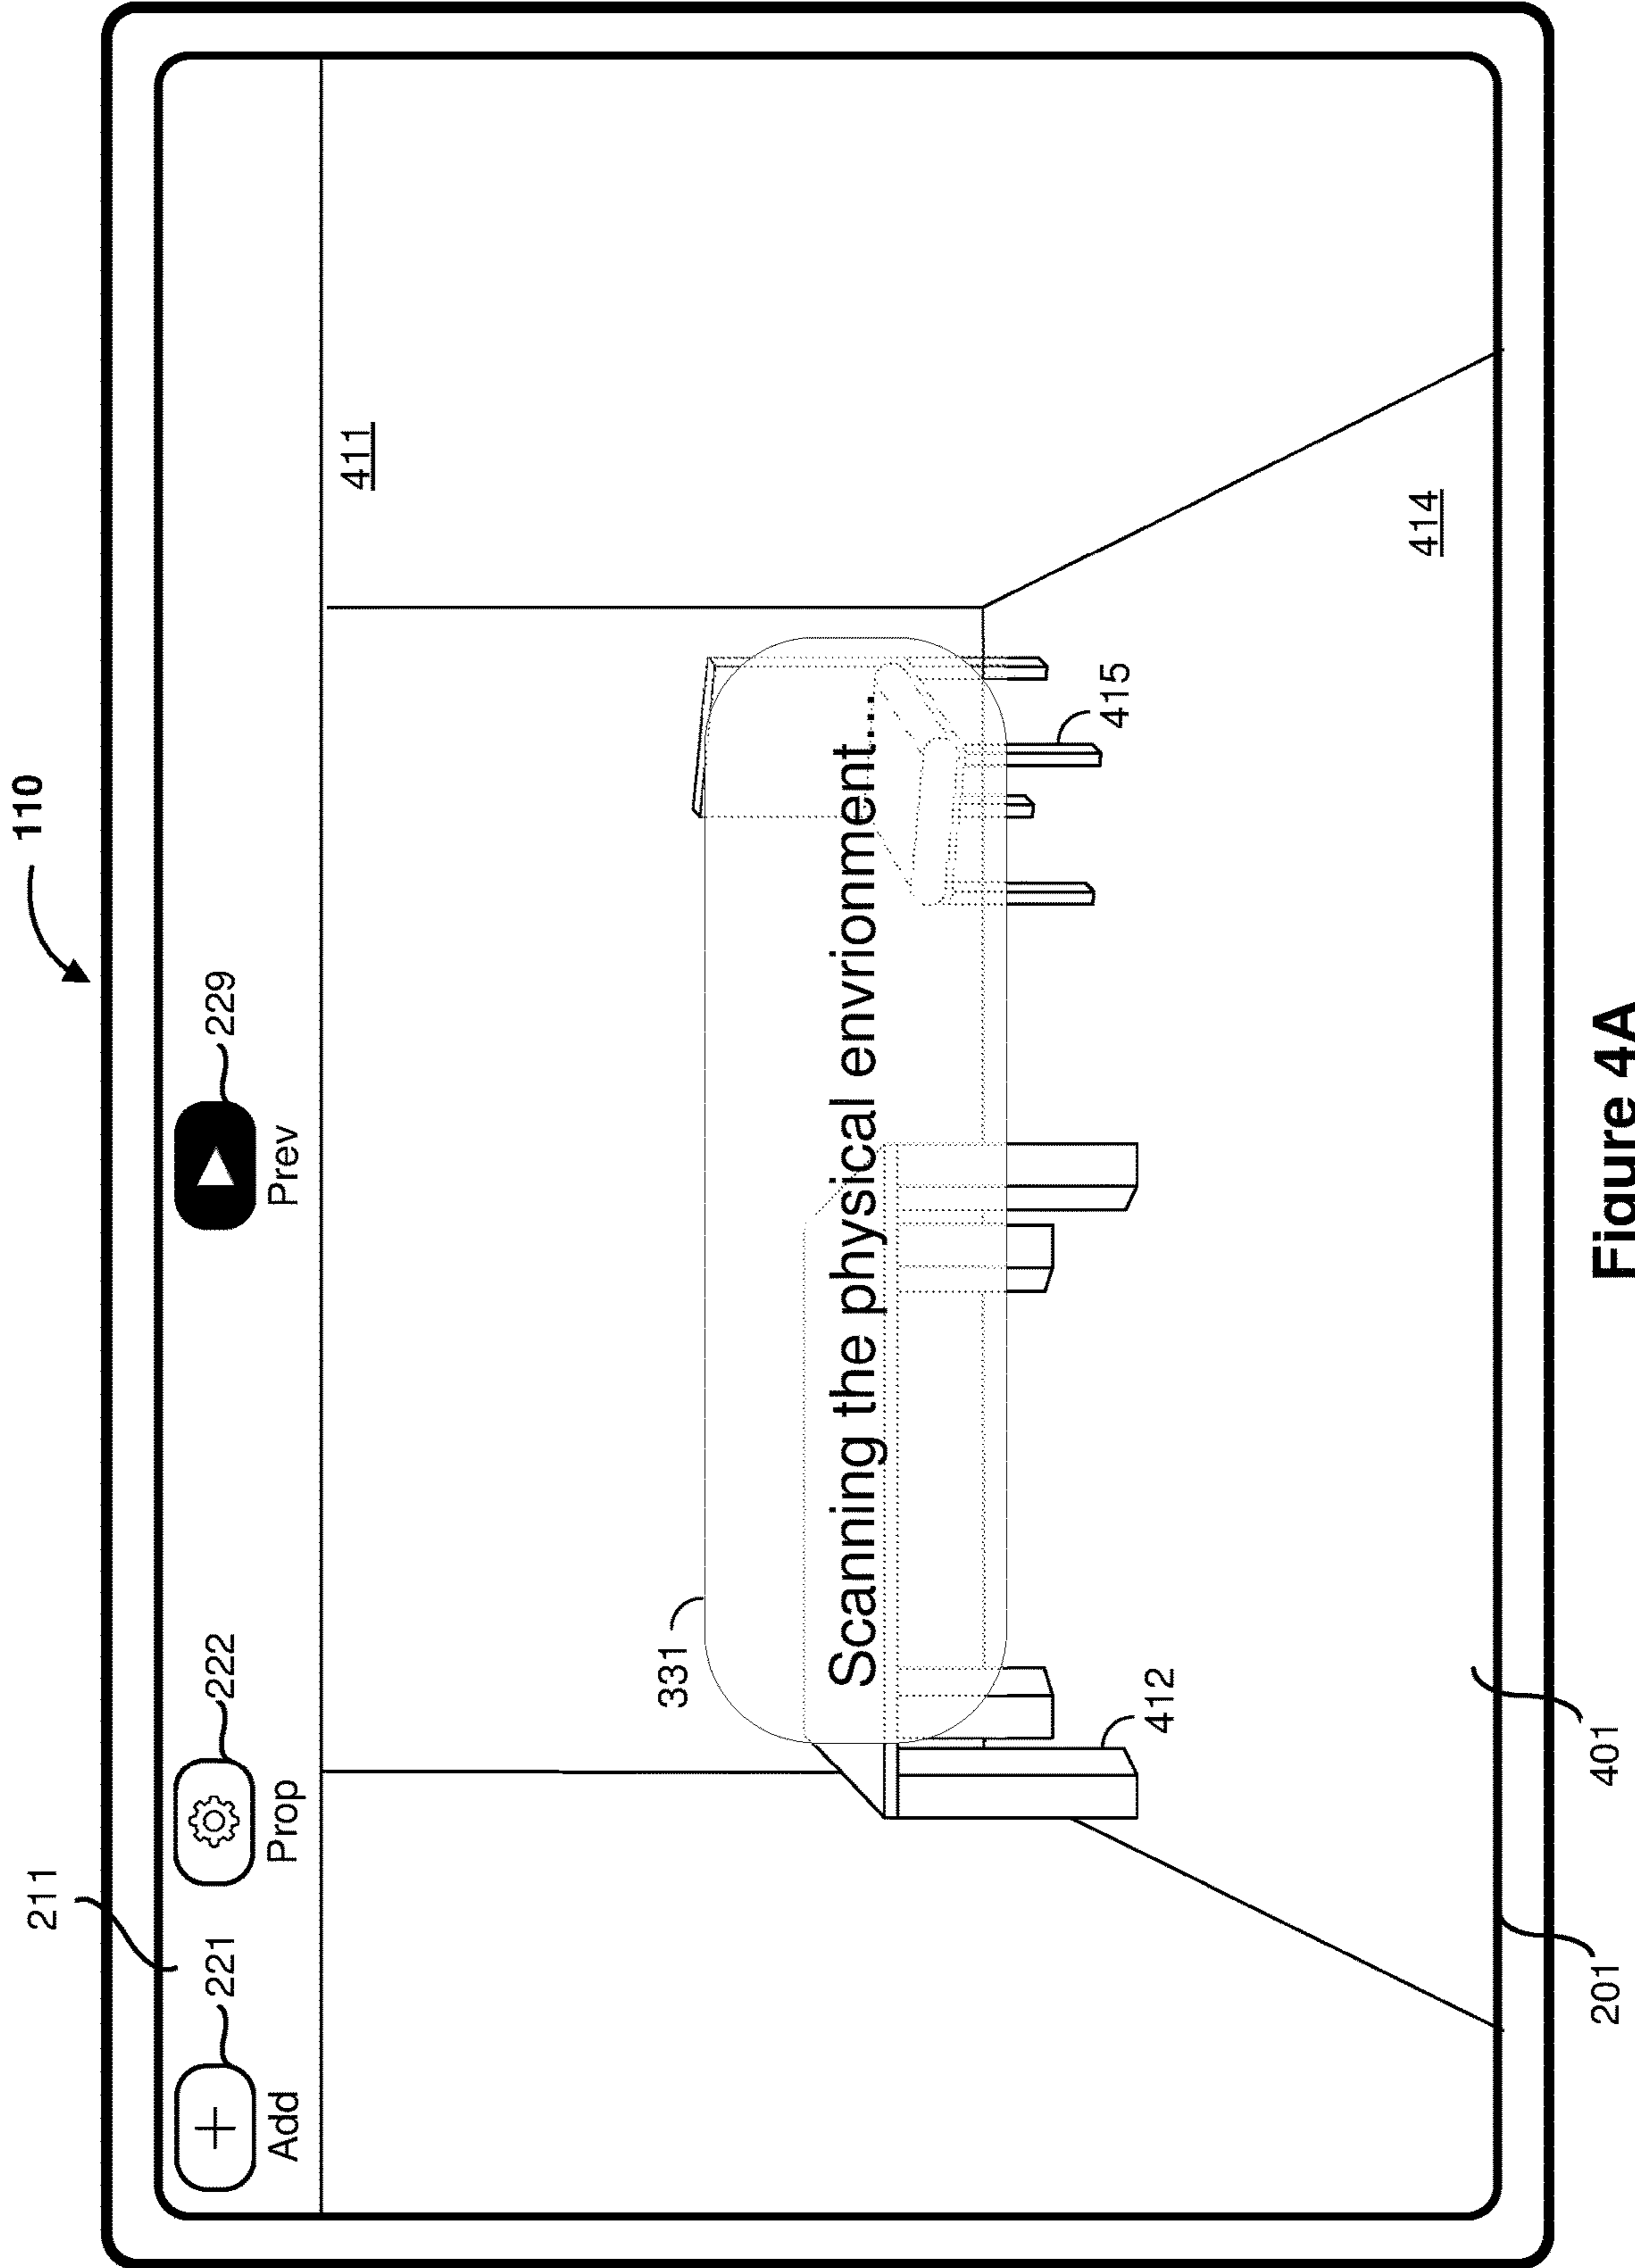 110
211
221
222
229
Add
Prop
Prev
411
331
Scanning the physical envrionment...
415
412
414
401
201
Figure 4A